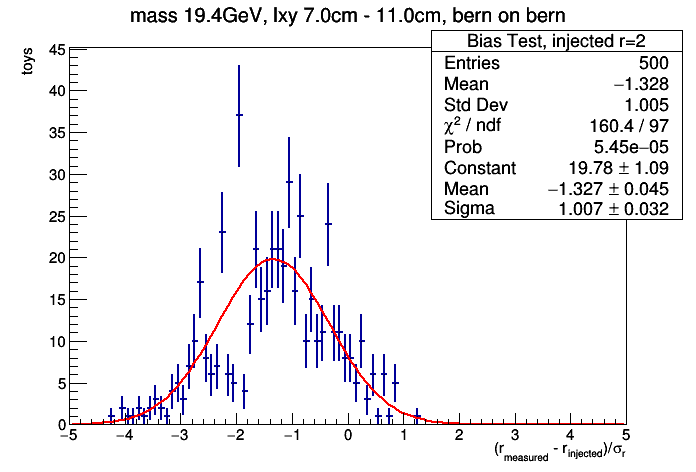 mass 19.4GeV, lxy 7.0cm - 11.0cm, bern on bern
toys
Bias Test, injected r=2
Entries 500
Mean −1.328
Std Dev 1.005
χ² / ndf 160.4 / 97
Prob 5.45e−05
Constant 19.78 ± 1.09
Mean −1.327 ± 0.045
Sigma 1.007 ± 0.032
45
40
35
30
25
20
15
10
5
0
−5 −4 −3 −2 −1 0 1 2 3 4 5
(r_measured - r_injected)/σ_r